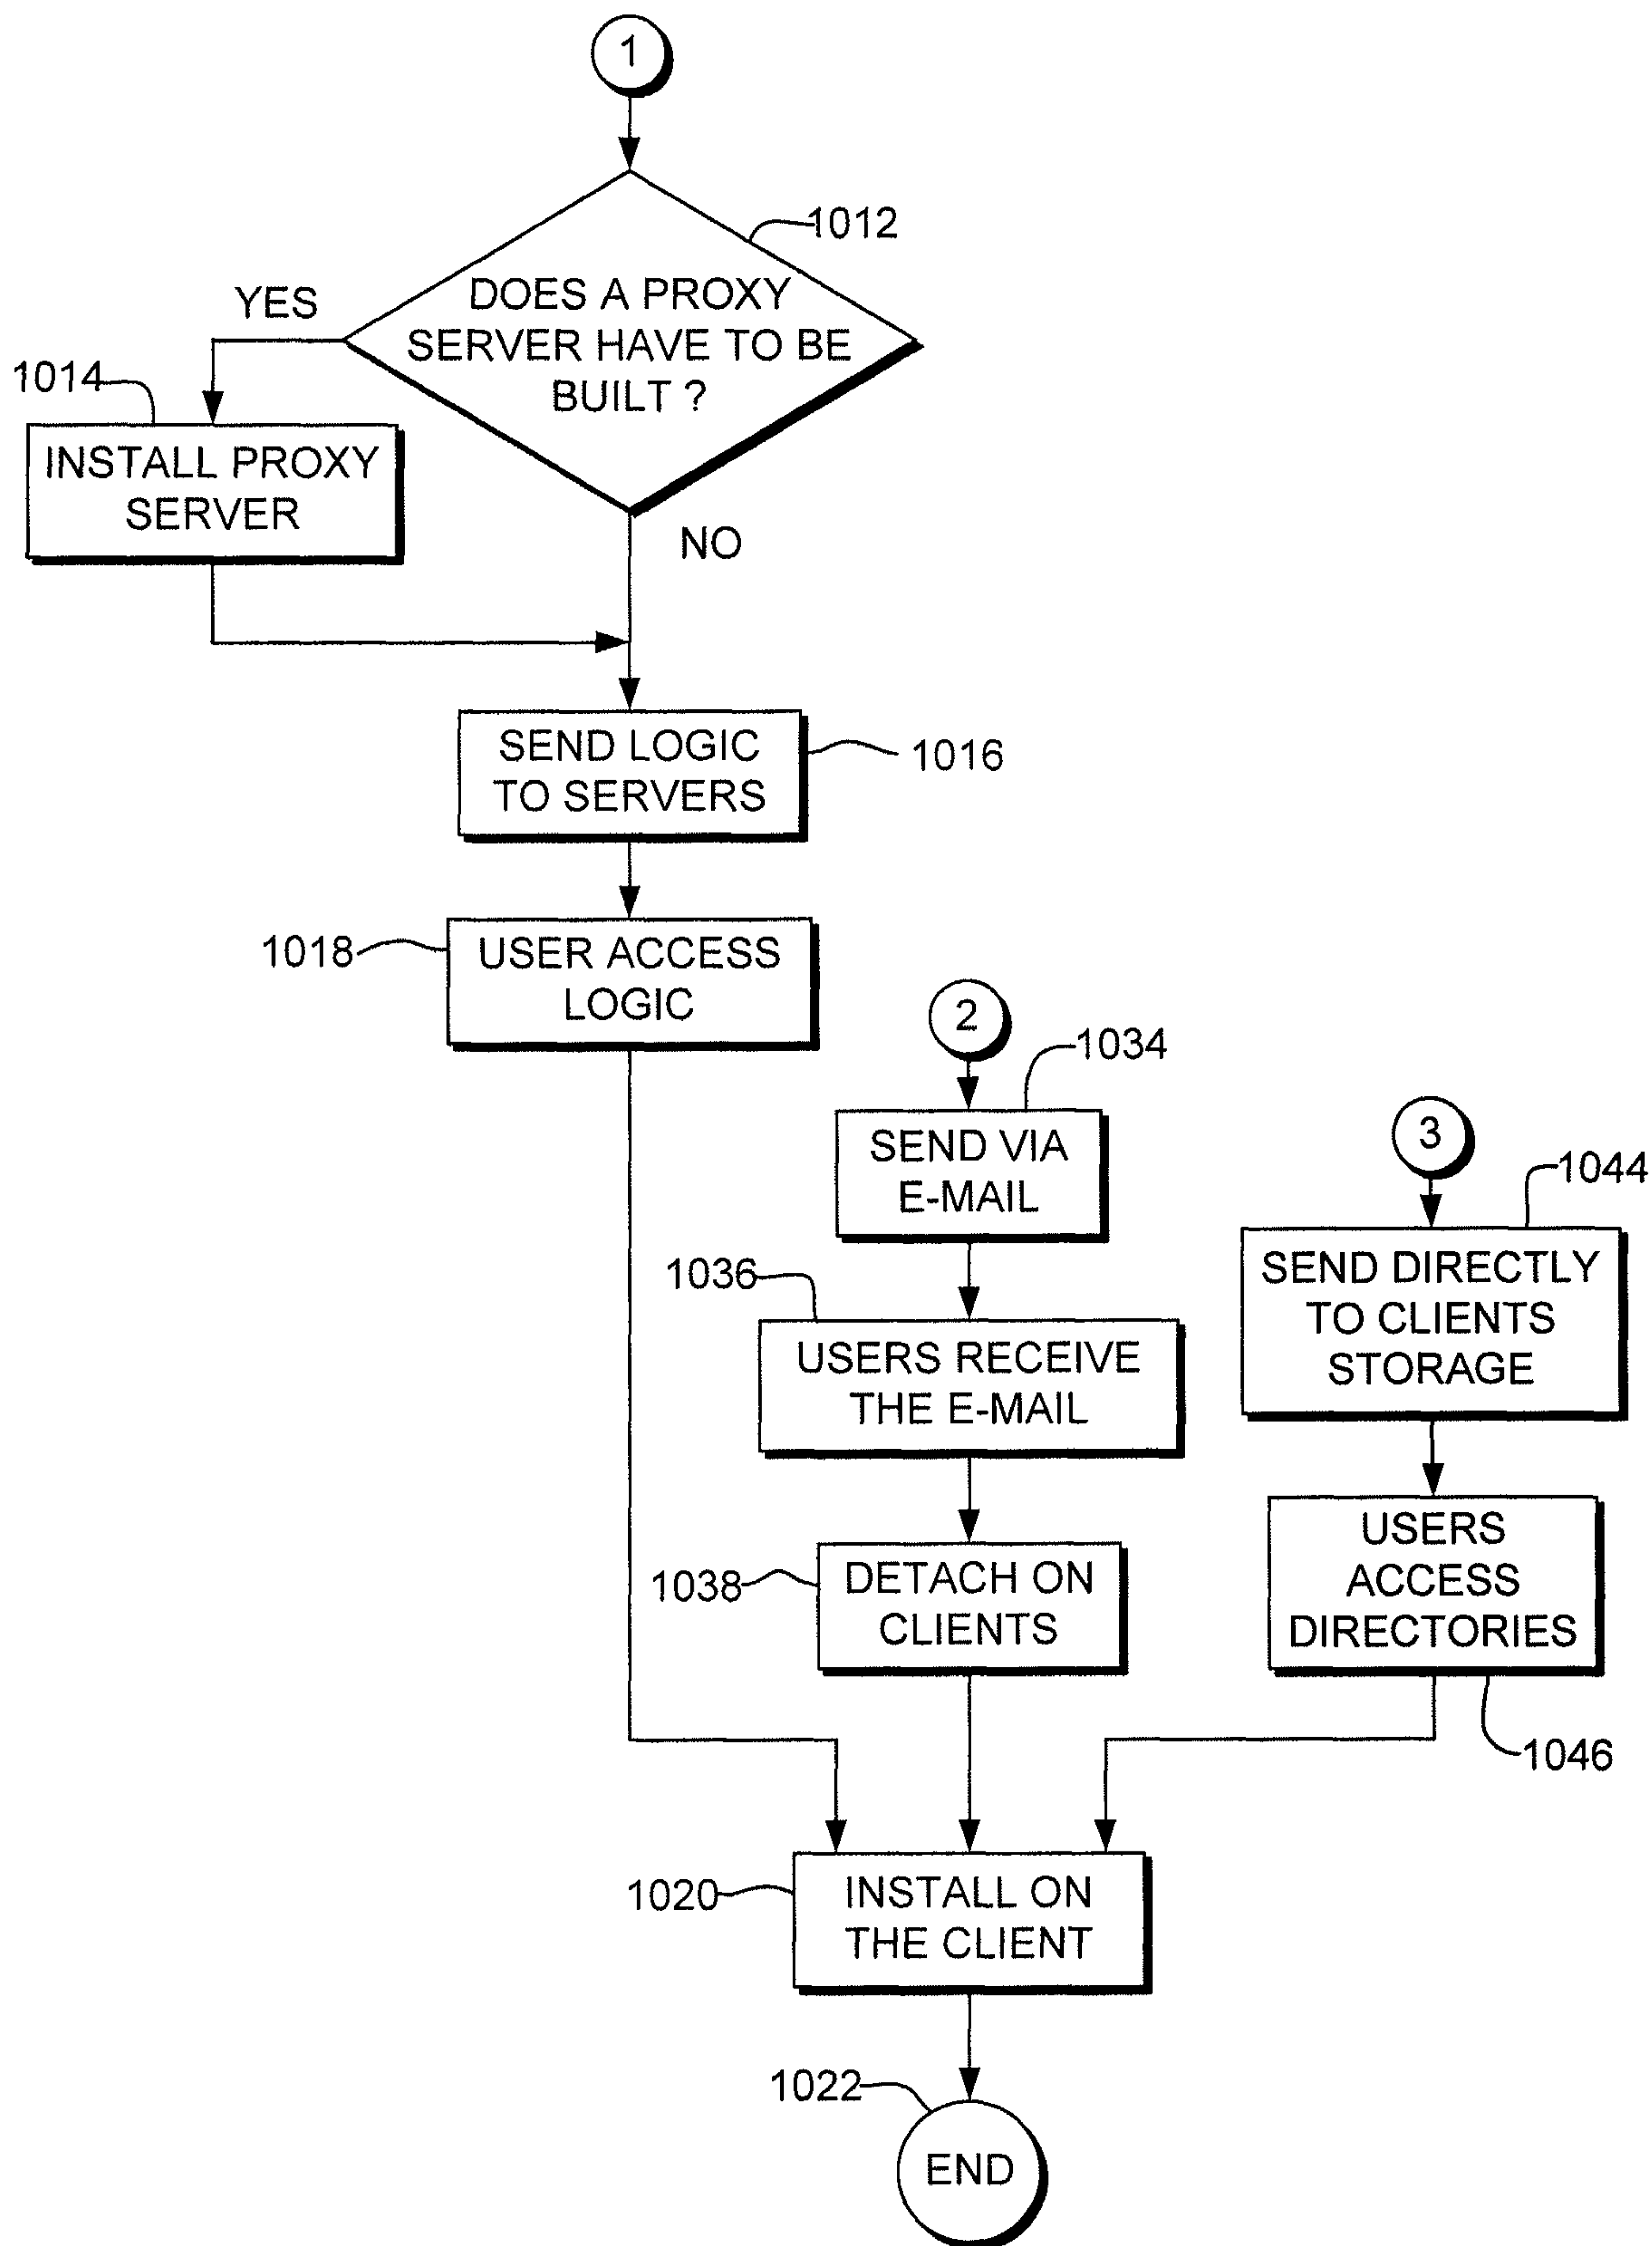 1
1012
DOES A PROXY
SERVER HAVE TO BE
BUILT ?
YES
1014
INSTALL PROXY
SERVER
NO
SEND LOGIC
TO SERVERS
1016
1018
USER ACCESS
LOGIC
2
1034
SEND VIA
E-MAIL
3
1044
SEND DIRECTLY
TO CLIENTS
STORAGE
1036
USERS RECEIVE
THE E-MAIL
1038
DETACH ON
CLIENTS
USERS
ACCESS
DIRECTORIES
1046
1020
INSTALL ON
THE CLIENT
1022
END